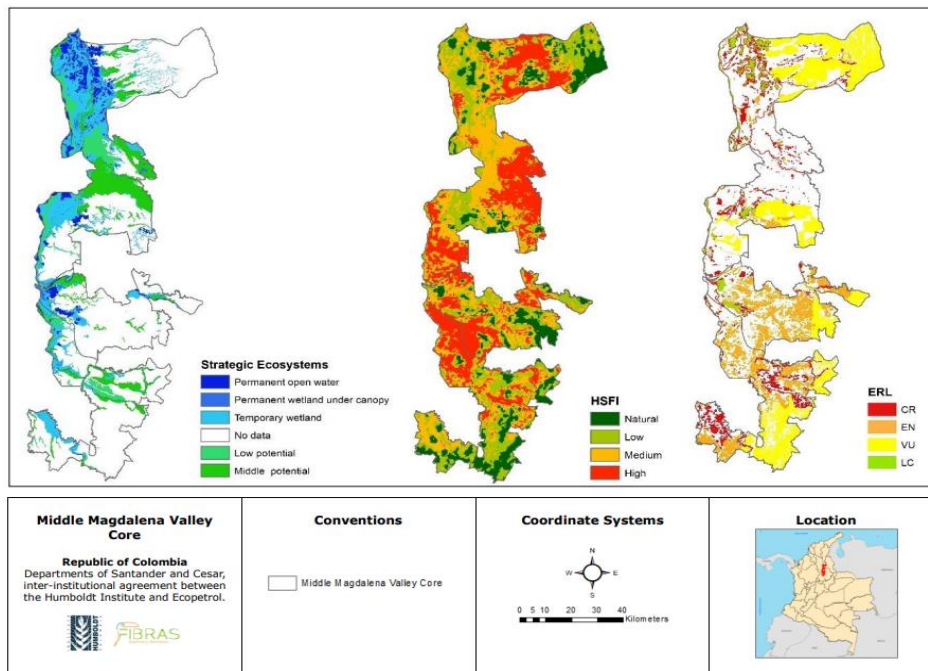 Strategic Ecosystems
Permanent open water
Permanent wetland under canopy
Temporary wetland
No data
Low potential
Middle potential
HSFI
Natural
Low
Medium
High
ERL
CR
EN
VU
LC
Middle Magdalena Valley
Core
Republic of Colombia
Departments of Santander and Cesar,
inter-institutional agreement between
the Humboldt Institute and Ecopetrol.
HUMBOLDT
FIBRAS
Conventions
Middle Magdalena Valley Core
Coordinate Systems
N
W E
S
0 5 10 20 30 40
Kilometers
Location